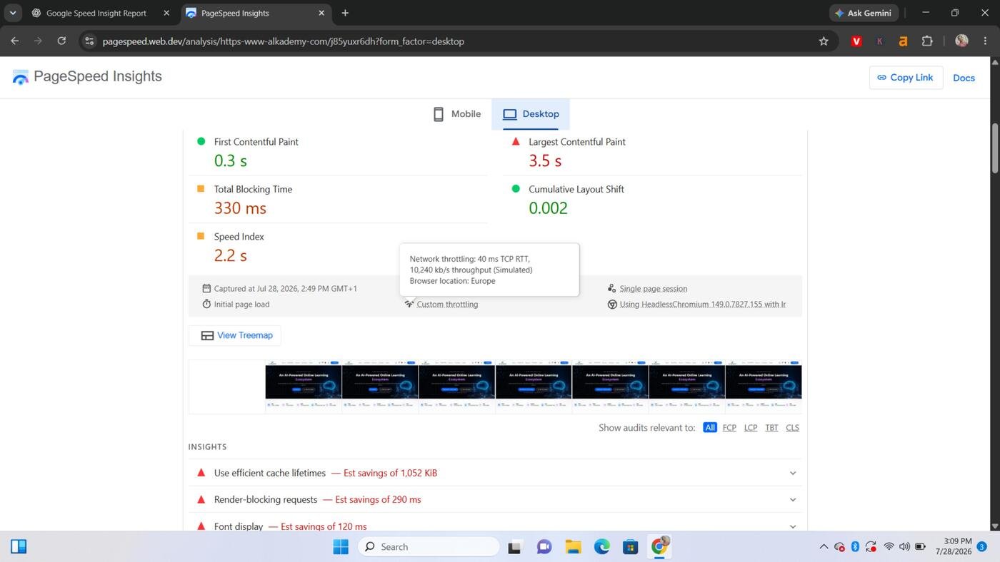 Google Speed Insight Report
PageSpeed Insights
Ask Gemini
pagespeed.web.dev/analysis/https-www-alkademy-com/j85yuxr6dh?form_factor=desktop
PageSpeed Insights
Copy Link
Docs
Mobile
Desktop
First Contentful Paint
0.3 s
Largest Contentful Paint
3.5 s
Total Blocking Time
330 ms
Cumulative Layout Shift
0.002
Speed Index
2.2 s
Network throttling: 40 ms TCP RTT,
10,240 kb/s throughput (Simulated)
Browser location: Europe
Captured at Jul 28, 2026, 2:49 PM GMT+1
Single page session
Initial page load
Custom throttling
Using HeadlessChromium 149.0.7827.155 with lr
View Treemap
An AI-Powered Online Learning
Ecosystem
An AI-Powered Online Learning
Ecosystem
An AI-Powered Online Learning
Ecosystem
An AI-Powered Online Learning
Ecosystem
An AI-Powered Online Learning
Ecosystem
An AI-Powered Online Learning
Ecosystem
An AI-Powered Online Learning
Ecosystem
Show audits relevant to: All FCP LCP TBT CLS
INSIGHTS
Use efficient cache lifetimes — Est savings of 1,052 KiB
Render-blocking requests — Est savings of 290 ms
Font display — Est savings of 120 ms
Search
3:09 PM
7/28/2026
3